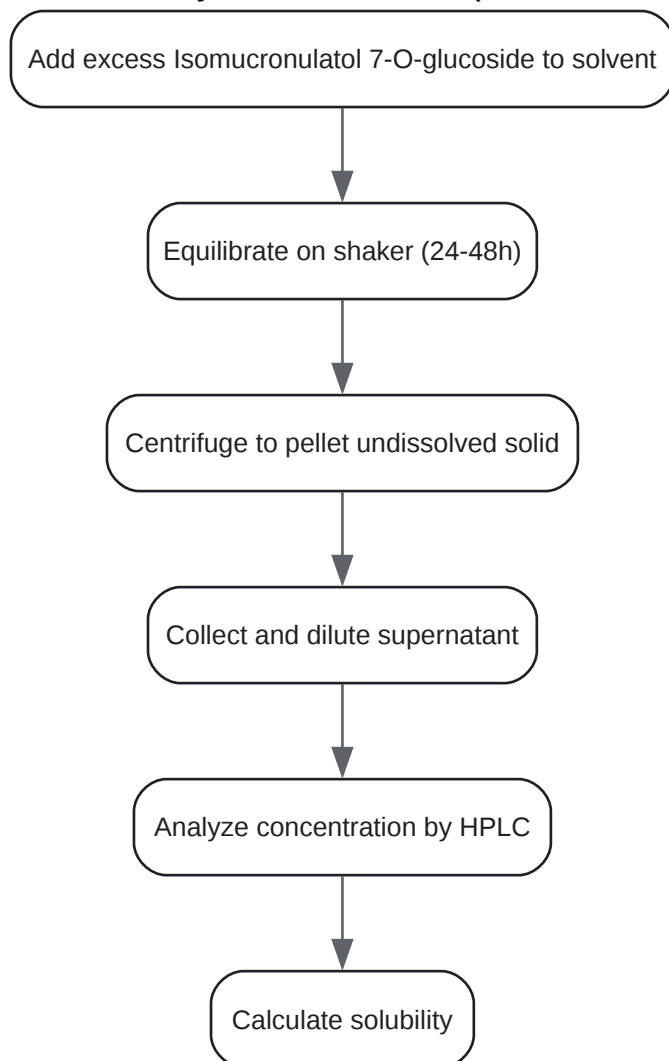 Add excess Isomucronulatol 7-O-glucoside to solvent
Equilibrate on shaker (24-48h)
Centrifuge to pellet undissolved solid
Collect and dilute supernatant
Analyze concentration by HPLC
Calculate solubility